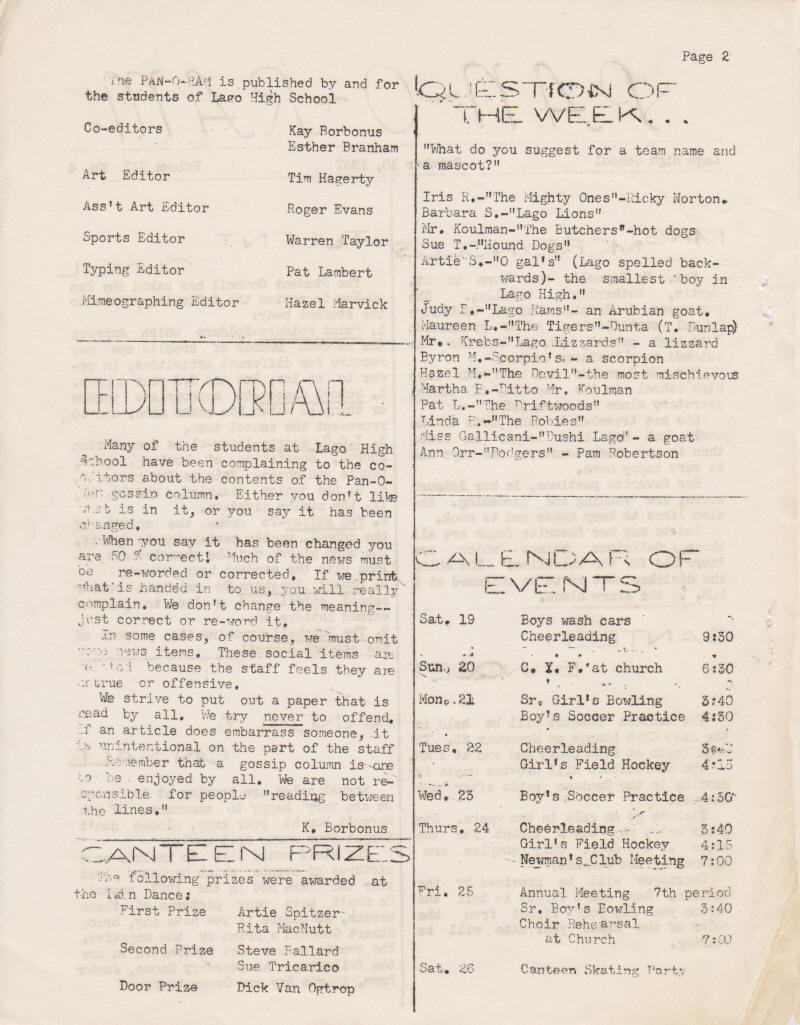 Page 2
The PAN-O-RAM is published by and for
the students of Lago High School
Co-editors Kay Borbonus
Esther Branham
Art Editor Tim Hagerty
Ass't Art Editor Roger Evans
Sports Editor Warren Taylor
Typing Editor Pat Lambert
Mimeographing Editor Hazel Marvick
EDITORIAL
Many of the students at Lago High
School have been complaining to the co-
editors about the contents of the Pan-O-
gossip column. Either you don't like
what is in it, or you say it has been
changed.
When you say it has been changed you
are 50 % correct! Much of the news must
be re-worded or corrected. If we print
what is handed in to us, you will really
complain. We don't change the meaning--
just correct or re-word it.
In some cases, of course, we must omit
some news items. These social items are
because the staff feels they are
untrue or offensive.
We strive to put out a paper that is
read by all. We try never to offend.
If an article does embarrass someone, it
is unintentional on the part of the staff
Remember that a gossip column is one
to be enjoyed by all. We are not re-
sponsible for people "reading between
the lines."
K. Borbonus
CANTEEN PRIZES
The following prizes were awarded at
the Twin Dance:
First Prize Artie Spitzer
Rita MacNutt
Second Prize Steve Ballard
Sue Tricarico
Door Prize Dick Van Ogtrop
QUESTION OF
THE WEEK...
"What do you suggest for a team name and
a mascot?"
Iris R.-"The Mighty Ones"-Ricky Norton.
Barbara S.-"Lago Lions"
Mr. Koulman-"The Butchers"-hot dogs
Sue T.-"Hound Dogs"
Artie S.-"O gal's" (Lago spelled back-
wards)- the smallest boy in
Lago High."
Judy P.-"Lago Rams"- an Arubian goat.
Maureen L.-"The Tigers"-Dunta (T. Dunlap)
Mr. Krebs-"Lago Lizzards" - a lizzard
Byron M.-Scorpio's. - a scorpion
Hazel M.-"The Devil"-the most mischievous
Martha B.-Ditto Mr. Koulman
Pat L.-"The Driftwoods"
Linda B.-"The Robies"
Miss Gallicani-"Dushi Lago" - a goat
Ann Orr-"Dodgers" - Pam Robertson
CALENDAR OF
EVENTS
Sat. 19 Boys wash cars
Cheerleading 9:30
Sun. 20 C. Y. F. at church 6:30
Mon. 21 Sr. Girl's Bowling 3:40
Boy's Soccer Practice 4:30
Tues. 22 Cheerleading 3:40
Girl's Field Hockey 4:15
Wed. 23 Boy's Soccer Practice 4:30
Thurs. 24 Cheerleading 3:40
Girl's Field Hockey 4:15
Newman's Club Meeting 7:00
Fri. 25 Annual Meeting 7th period
Sr. Boy's Bowling 3:40
Choir Rehearsal
at Church 7:00
Sat. 26 Canteen Skating Party